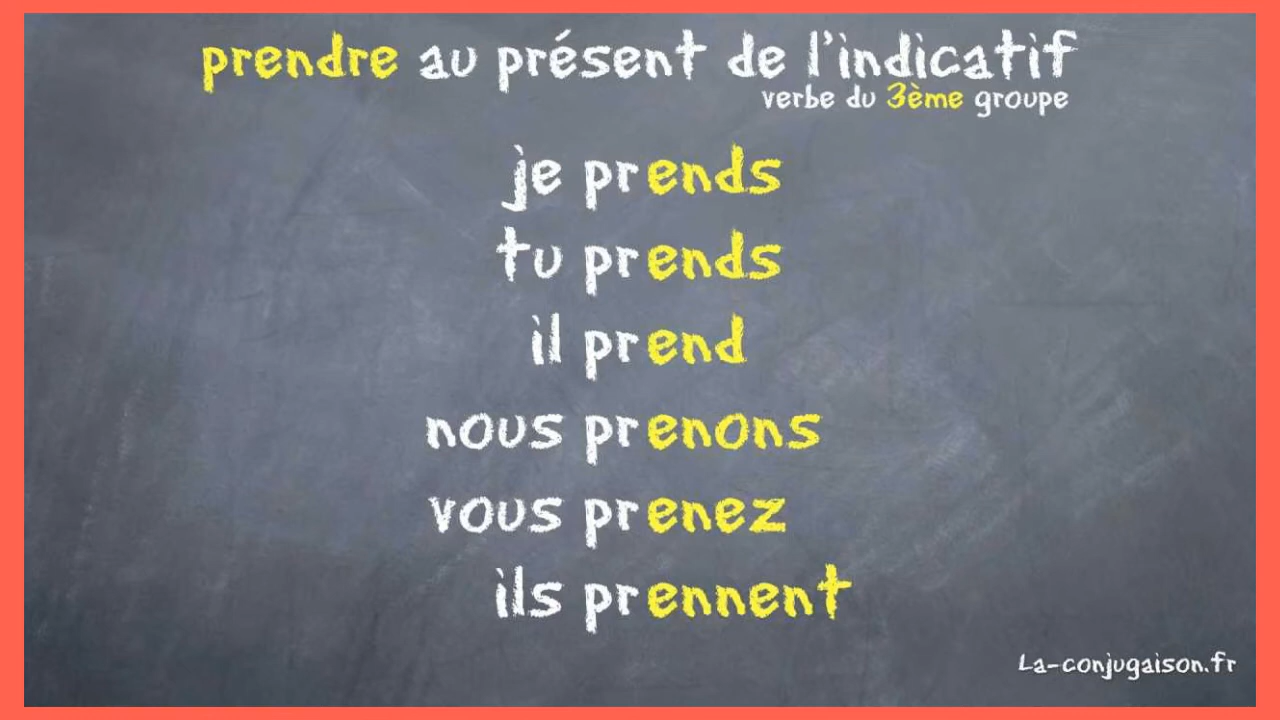 prendre au présent de l'indicatif
verbe du 3ème groupe
je prends
tu prends
il prend
nous prenons
vous prenez
ils prennent
La-conjugaison.fr